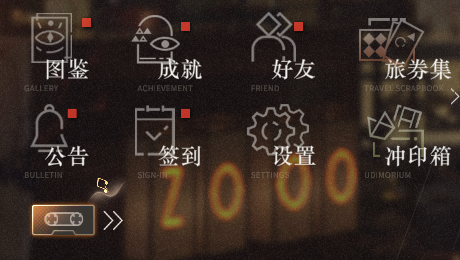 图鉴 成就 好友 旅券集
GALLERY ACHIEVEMENT FRIEND TRAVEL SCRAPBOOK
公告 签到 设置 冲印箱
BULLETIN SIGN-IN SETTINGS UDIMORIUM
2000